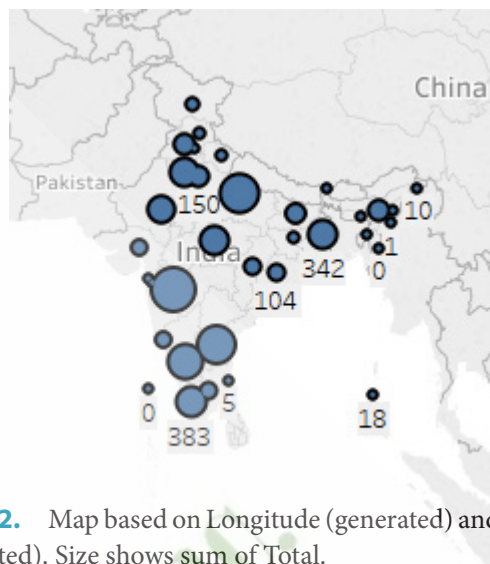 China
Pakistan
150
10
India
1
342
0
104
5
0
18
383
2. Map based on Longitude (generated) and
ted). Size shows sum of Total.